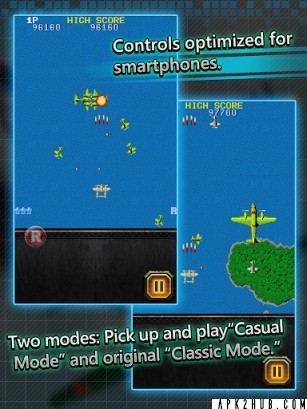 1P HIGH SCORE
96160 96160
Controls optimized for
smartphones.
HIGH SCORE
97700
R
R
Two modes: Pick up and play"Casual
Mode" and original "Classic Mode."
APK2HUB.COM